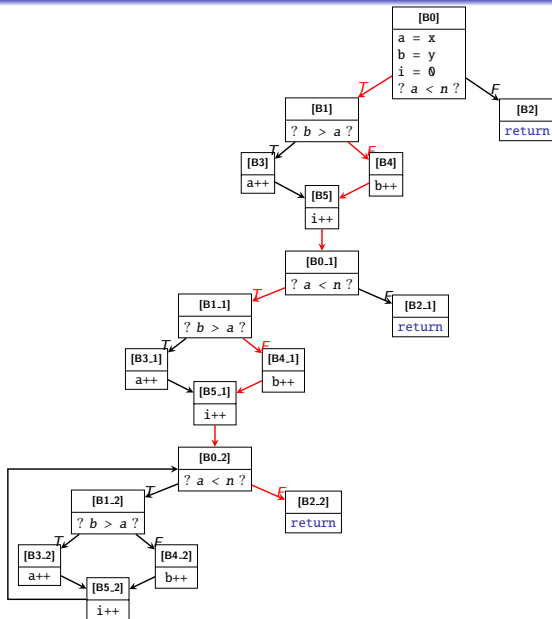 [B0]
a = x
b = y
i = 0
? a < n ?
T
F
[B1]
? b > a ?
[B2]
return
T
F
[B3]
a++
[B4]
b++
[B5]
i++
[B0_1]
? a < n ?
T
F
[B1_1]
? b > a ?
[B2_1]
return
T
F
[B3_1]
a++
[B4_1]
b++
[B5_1]
i++
[B0_2]
? a < n ?
T
F
[B1_2]
? b > a ?
[B2_2]
return
T
F
[B3_2]
a++
[B4_2]
b++
[B5_2]
i++